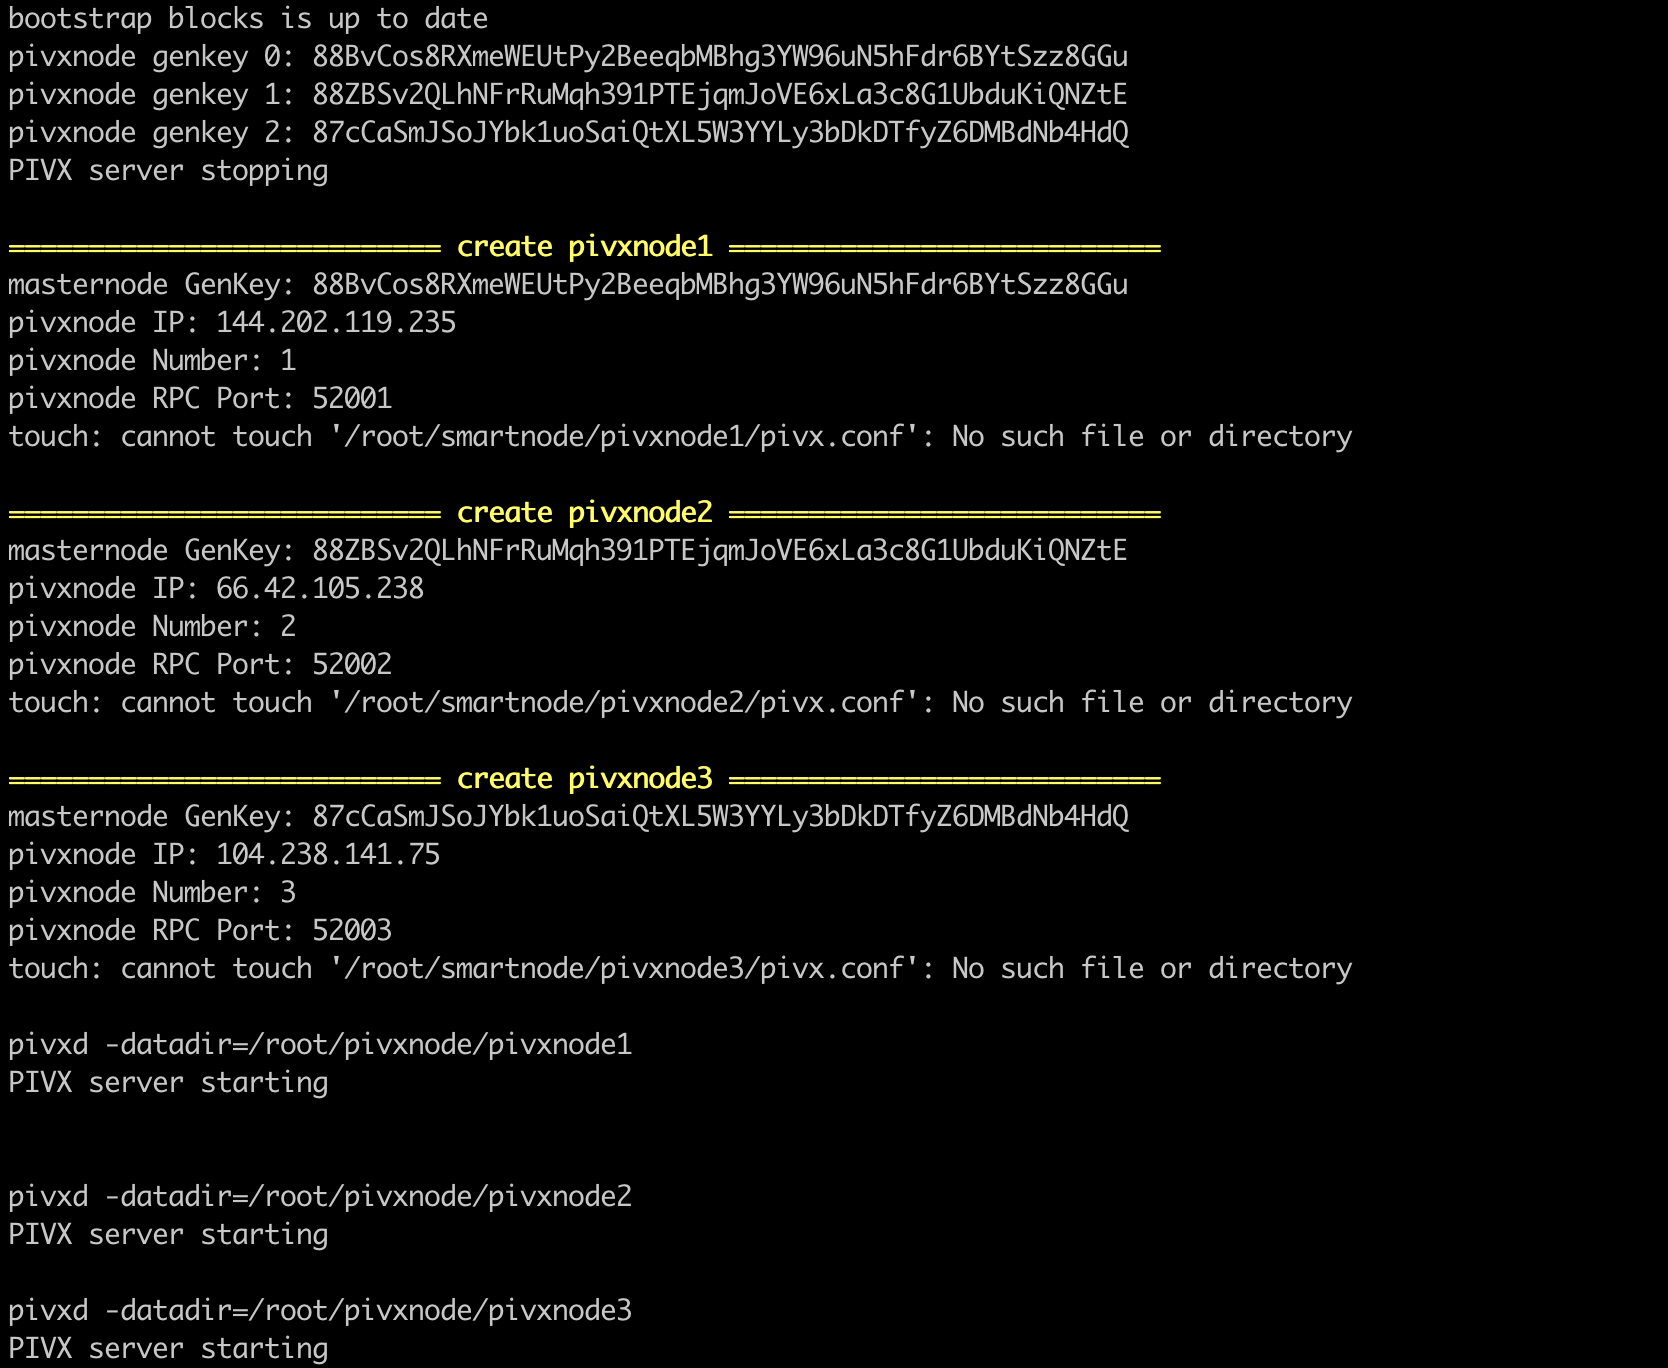 bootstrap blocks is up to date
pivxnode genkey 0: 88BvCos8RXmeWEUtPy2BeeqbMBhg3YW96uN5hFdr6BYtSzz8GGu
pivxnode genkey 1: 88ZBSv2QLhNFrRuMqh391PTEjqmJoVE6xLa3c8G1UbduKiQNZtE
pivxnode genkey 2: 87cCaSmJSoJYbk1uoSaiQtXL5W3YYLy3bDkDTfyZ6DMBdNb4HdQ
PIVX server stopping
=========================== create pivxnode1 ===========================
masternode GenKey: 88BvCos8RXmeWEUtPy2BeeqbMBhg3YW96uN5hFdr6BYtSzz8GGu
pivxnode IP: 144.202.119.235
pivxnode Number: 1
pivxnode RPC Port: 52001
touch: cannot touch '/root/smartnode/pivxnode1/pivx.conf': No such file or directory
=========================== create pivxnode2 ===========================
masternode GenKey: 88ZBSv2QLhNFrRuMqh391PTEjqmJoVE6xLa3c8G1UbduKiQNZtE
pivxnode IP: 66.42.105.238
pivxnode Number: 2
pivxnode RPC Port: 52002
touch: cannot touch '/root/smartnode/pivxnode2/pivx.conf': No such file or directory
=========================== create pivxnode3 ===========================
masternode GenKey: 87cCaSmJSoJYbk1uoSaiQtXL5W3YYLy3bDkDTfyZ6DMBdNb4HdQ
pivxnode IP: 104.238.141.75
pivxnode Number: 3
pivxnode RPC Port: 52003
touch: cannot touch '/root/smartnode/pivxnode3/pivx.conf': No such file or directory
pivxd -datadir=/root/pivxnode/pivxnode1
PIVX server starting
pivxd -datadir=/root/pivxnode/pivxnode2
PIVX server starting
pivxd -datadir=/root/pivxnode/pivxnode3
PIVX server starting